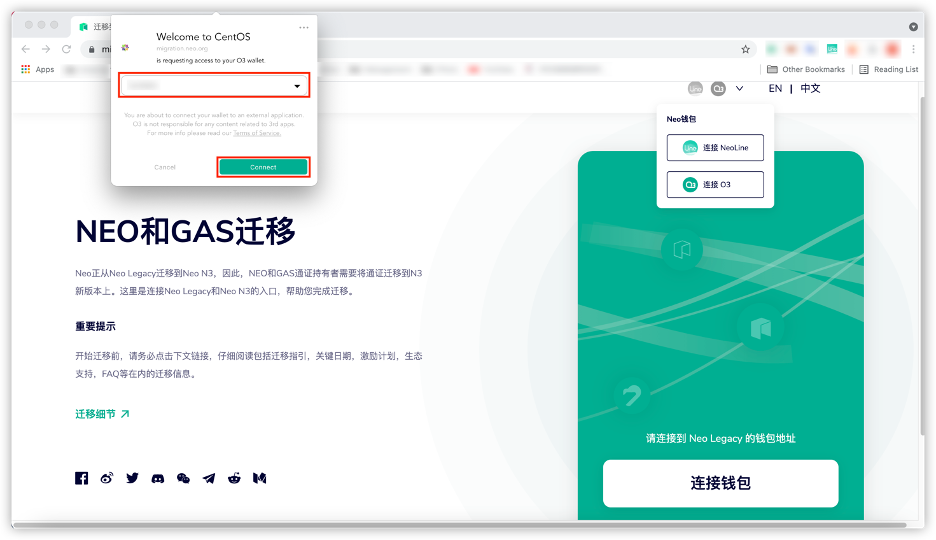 迁移
Welcome to CentOS
migration.neo.org
is requesting access to your O3 wallet.
You are about to connect your wallet to an external application.
O3 is not responsible for any content related to 3rd apps.
For more info please read our Terms of Service.
Cancel
Connect
Apps
Other Bookmarks
Reading List
Line
O3
EN | 中文
Neo钱包
Line 连接 NeoLine
O3 连接 O3
NEO和GAS迁移
Neo正从Neo Legacy迁移到Neo N3，因此，NEO和GAS通证持有者需要将通证迁移到N3
新版本上。这里是连接Neo Legacy和Neo N3的入口，帮助您完成迁移。
重要提示
开始迁移前，请务必点击下文链接，仔细阅读包括迁移指引，关键日期，激励计划，生态
支持，FAQ等在内的迁移信息。
迁移细节
请连接到 Neo Legacy 的钱包地址
连接钱包